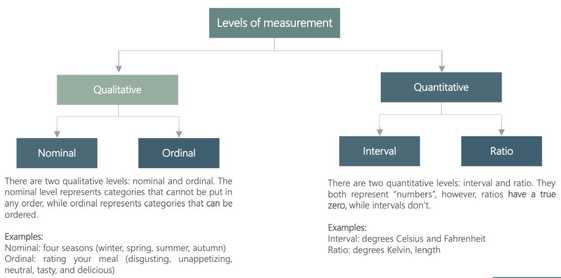 Levels of measurement
Qualitative
Quantitative
Nominal
Ordinal
Interval
Ratio
There are two qualitative levels: nominal and ordinal. The
nominal level represents categories that cannot be put in
any order, while ordinal represents categories that can be
ordered.
Examples:
Nominal: four seasons (winter, spring, summer, autumn)
Ordinal: rating your meal (disgusting, unappetizing,
neutral, tasty, and delicious)
There are two quantitative levels: interval and ratio. They
both represent “numbers”, however, ratios have a true
zero, while intervals don’t.
Examples:
Interval: degrees Celsius and Fahrenheit
Ratio: degrees Kelvin, length